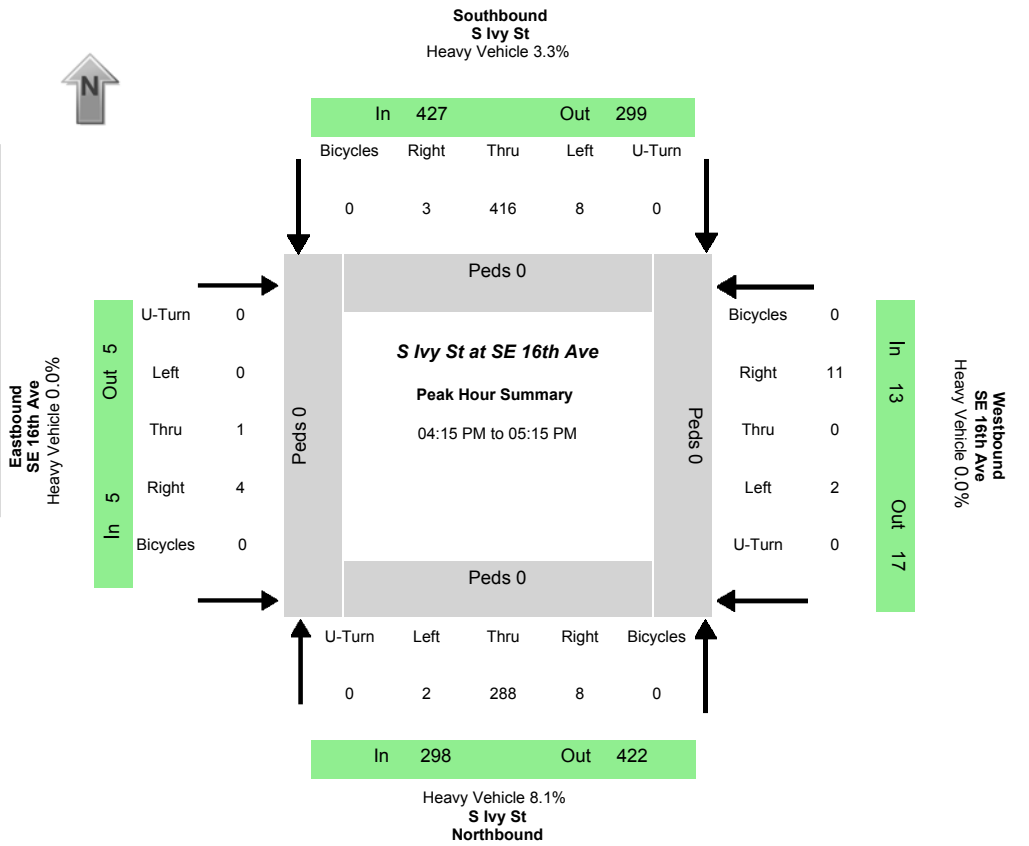 Southbound
S Ivy St
Heavy Vehicle 3.3%
N
In 427 Out 299
Bicycles Right Thru Left U-Turn
0 3 416 8 0
Peds 0
Eastbound
SE 16th Ave
Heavy Vehicle 0.0%
Out 5
In 5
U-Turn 0
Left 0
Thru 1
Right 4
Bicycles 0
Peds 0
S Ivy St at SE 16th Ave
Peak Hour Summary
04:15 PM to 05:15 PM
Peds 0
Bicycles 0
Right 11
Thru 0
Left 2
U-Turn 0
In 13
Out 17
Westbound
SE 16th Ave
Heavy Vehicle 0.0%
Peds 0
U-Turn Left Thru Right Bicycles
0 2 288 8 0
In 298 Out 422
Heavy Vehicle 8.1%
S Ivy St
Northbound